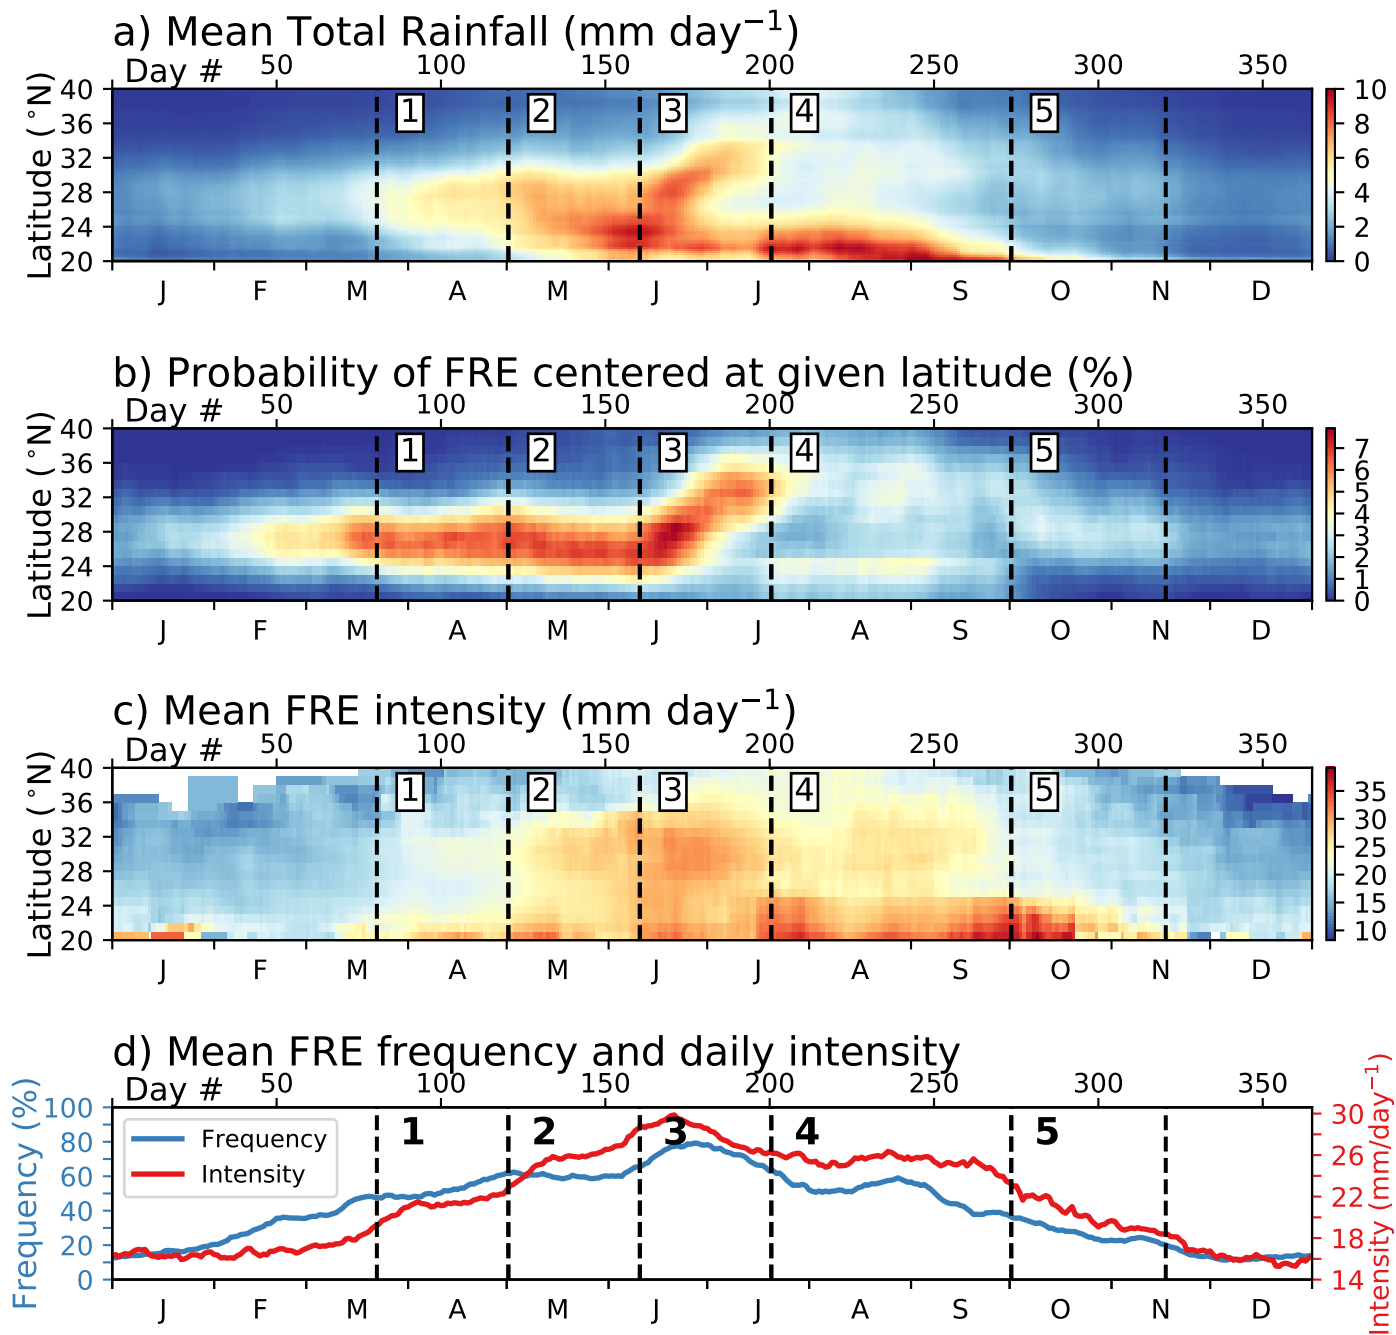 a) Mean Total Rainfall (mm day⁻¹)
Day # 50 100 150 200 250 300 350
Latitude (°N)
40 36 32 28 24 20
1 2 3 4 5
10 8 6 4 2 0
J F M A M J J A S O N D
b) Probability of FRE centered at given latitude (%)
Day # 50 100 150 200 250 300 350
Latitude (°N)
40 36 32 28 24 20
1 2 3 4 5
7 6 5 4 3 2 1 0
J F M A M J J A S O N D
c) Mean FRE intensity (mm day⁻¹)
Day # 50 100 150 200 250 300 350
Latitude (°N)
40 36 32 28 24 20
1 2 3 4 5
35 30 25 20 15 10
J F M A M J J A S O N D
d) Mean FRE frequency and daily intensity
Day # 50 100 150 200 250 300 350
Frequency (%)
100 80 60 40 20 0
Frequency
Intensity
1 2 3 4 5
30 26 22 18 14
Intensity (mm/day⁻¹)
J F M A M J J A S O N D